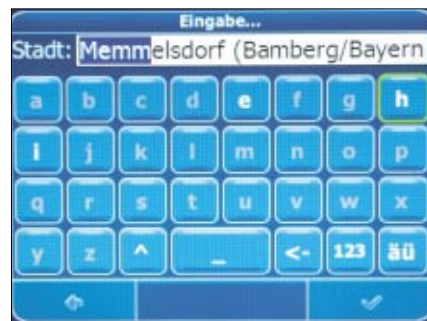 Eingabe...
Stadt: Memmelsdorf (Bamberg/Bayern
a b c d e f g h
i j k l m n o p
q r s t u v w x
y z ^ _ <- 123 äü